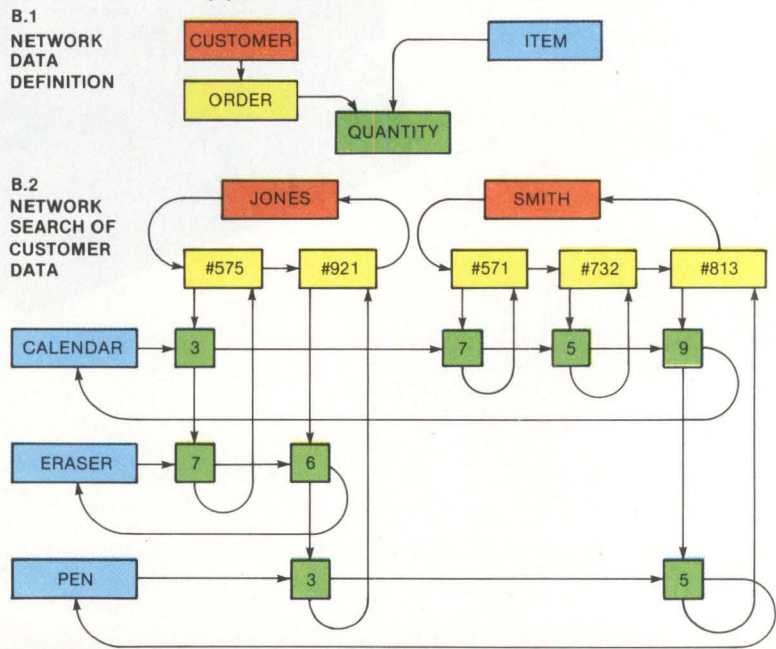 B.1
NETWORK
DATA
DEFINITION
CUSTOMER
ITEM
ORDER
QUANTITY
B.2
NETWORK
SEARCH OF
CUSTOMER
DATA
JONES
SMITH
#575
#921
#571
#732
#813
CALENDAR
3
7
5
9
ERASER
7
6
PEN
3
5